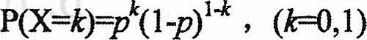 P(X=k)=p^k(1-p)^{1-k} , (k=0,1)